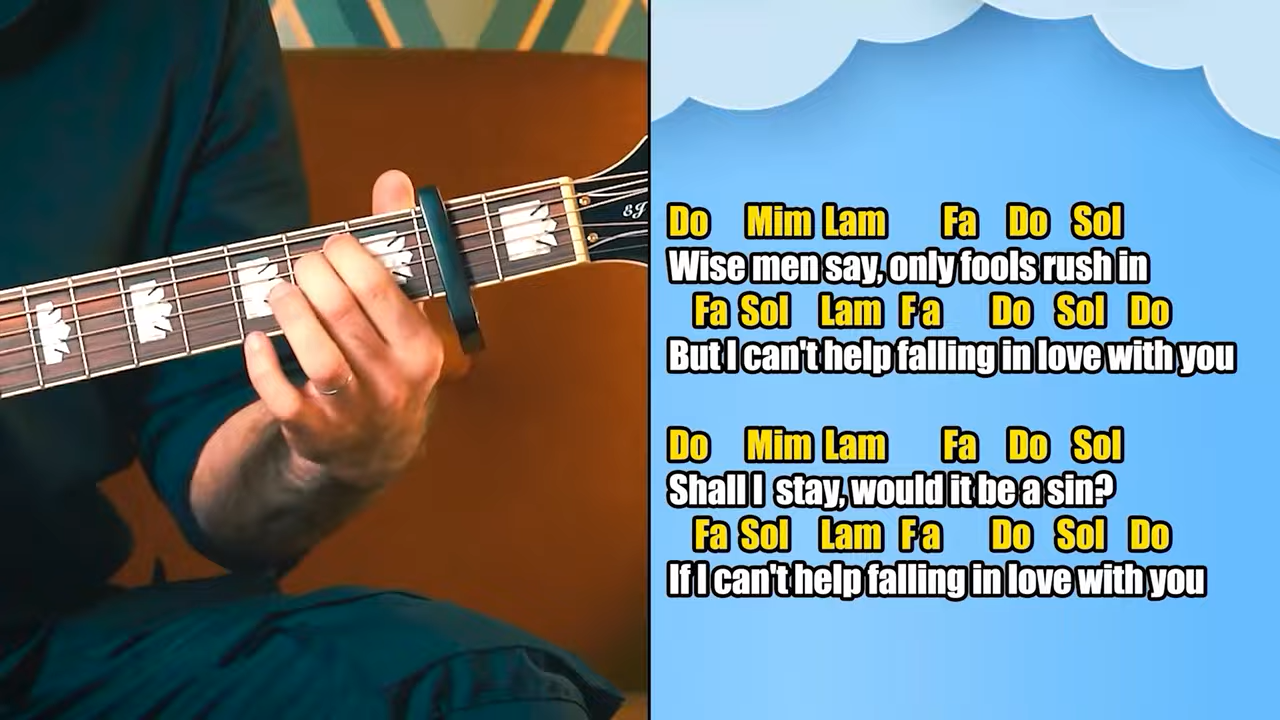 EJ
Do Mim Lam Fa Do Sol
Wise men say, only fools rush in
Fa Sol Lam Fa Do Sol Do
But I can't help falling in love with you
Do Mim Lam Fa Do Sol
Shall I stay, would it be a sin?
Fa Sol Lam Fa Do Sol Do
If I can't help falling in love with you